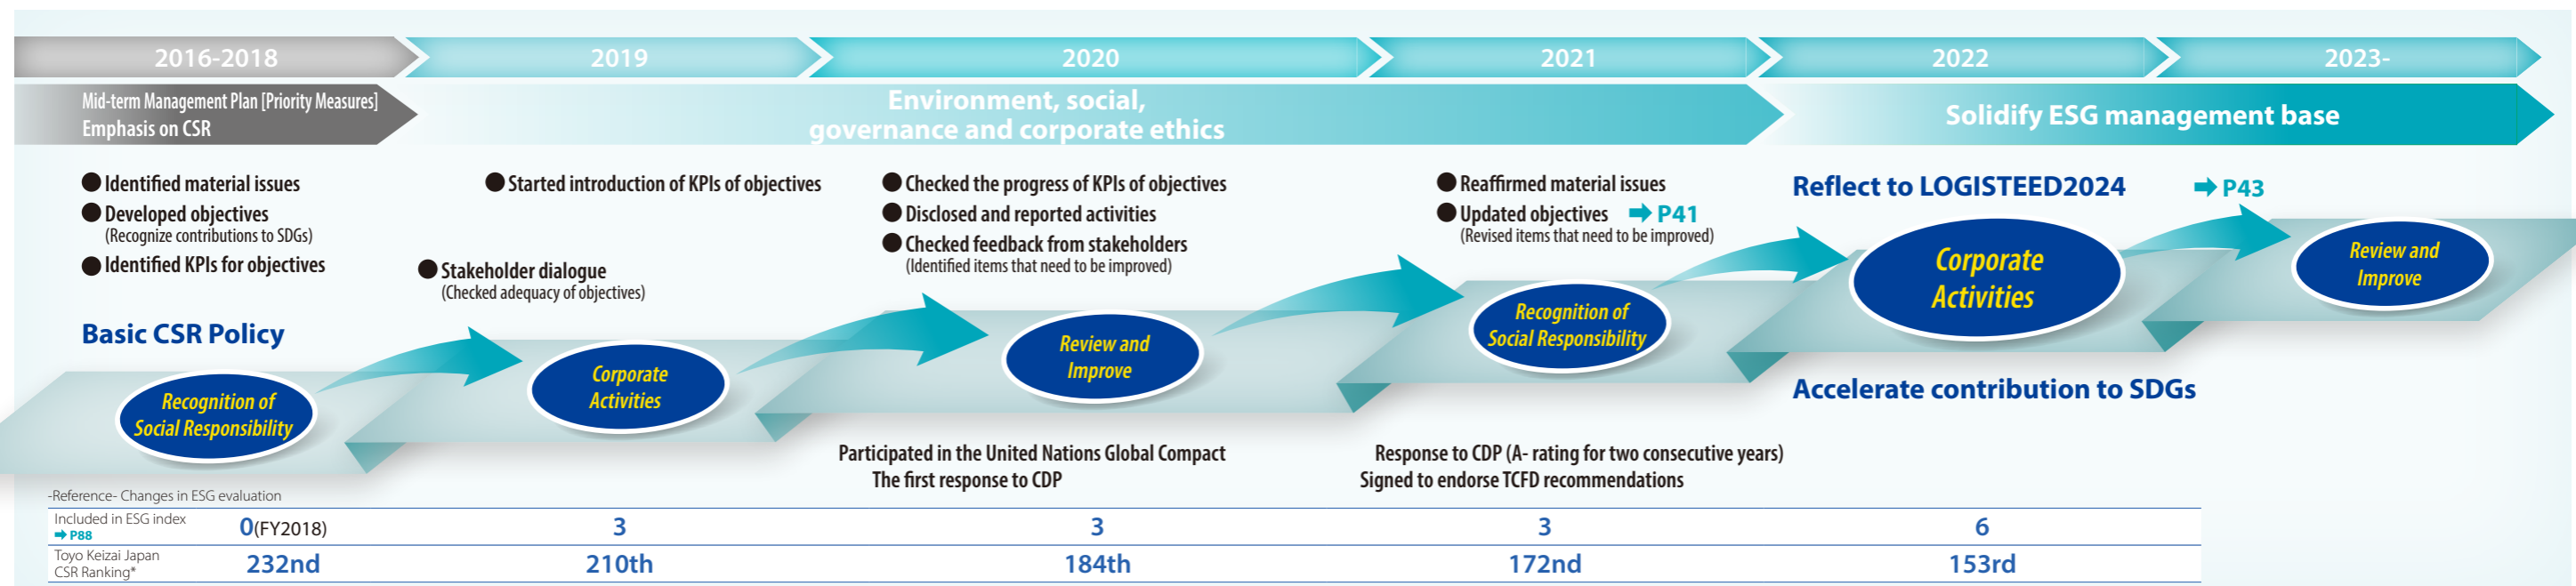 2016-2018
2019
2020
2021
2022
2023-
Mid-term Management Plan [Priority Measures]
Emphasis on CSR
Environment, social,
governance and corporate ethics
Solidify ESG management base
● Identified material issues
● Developed objectives
(Recognize contributions to SDGs)
● Identified KPIs for objectives
● Started introduction of KPIs of objectives
● Stakeholder dialogue
(Checked adequacy of objectives)
● Checked the progress of KPIs of objectives
● Disclosed and reported activities
● Checked feedback from stakeholders
(Identified items that need to be improved)
● Reaffirmed material issues
● Updated objectives ➡ P41
(Revised items that need to be improved)
Reflect to LOGISTEED2024 ➡ P43
Basic CSR Policy
Recognition of
Social Responsibility
Corporate
Activities
Review and
Improve
Recognition of
Social Responsibility
Corporate
Activities
Review and
Improve
Accelerate contribution to SDGs
Participated in the United Nations Global Compact
The first response to CDP
Response to CDP (A- rating for two consecutive years)
Signed to endorse TCFD recommendations
-Reference- Changes in ESG evaluation
Included in ESG index
➡ P88
0(FY2018) 3 3 3 6
Toyo Keizai Japan
CSR Ranking*
232nd 210th 184th 172nd 153rd